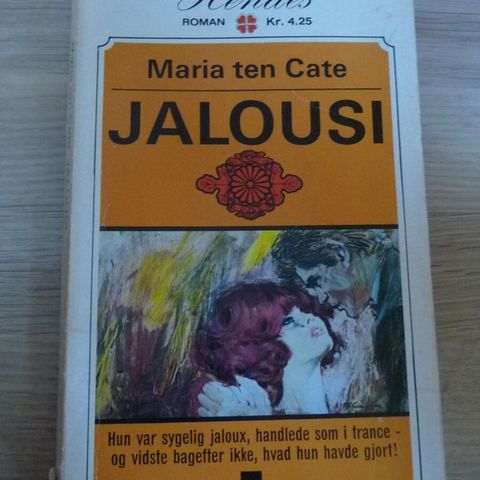 Hendes
ROMAN Kr. 4.25
Maria ten Cate
JALOUSI
Hun var sygelig jaloux, handlede som i trance -
og vidste bagefter ikke, hvad hun havde gjort!